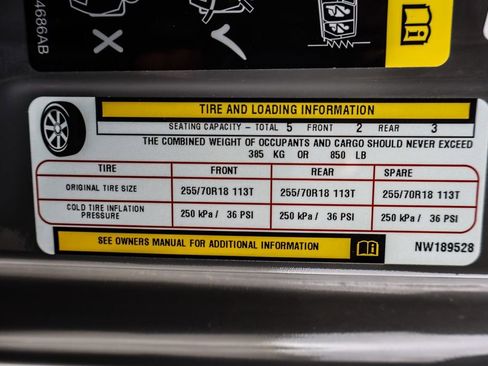 4686AB
TIRE AND LOADING INFORMATION
SEATING CAPACITY - TOTAL 5 FRONT 2 REAR 3
THE COMBINED WEIGHT OF OCCUPANTS AND CARGO SHOULD NEVER EXCEED
385 KG OR 850 LB
TIRE FRONT REAR SPARE
ORIGINAL TIRE SIZE 255/70R18 113T 255/70R18 113T 255/70R18 113T
COLD TIRE INFLATION PRESSURE 250 kPa / 36 PSI 250 kPa / 36 PSI 250 kPa / 36 PSI
SEE OWNERS MANUAL FOR ADDITIONAL INFORMATION NW189528